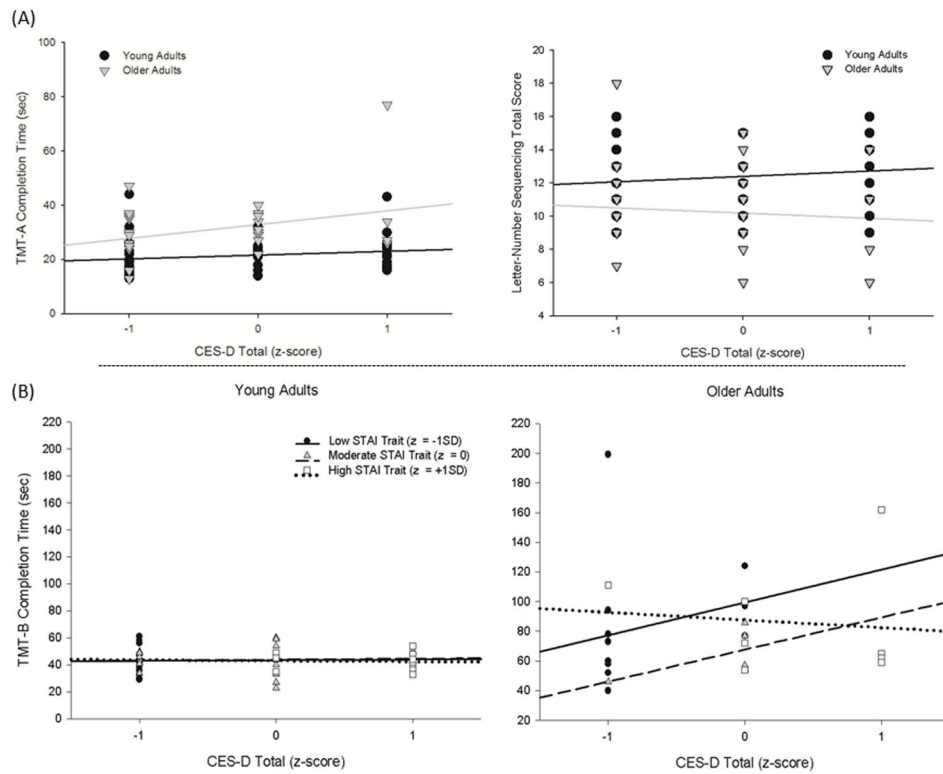 (A)
100
80
60
40
20
0
TMT-A Completion Time (sec)
Young Adults
Older Adults
-1
0
1
CES-D Total (z-score)
20
18
16
14
12
10
8
6
4
Letter-Number Sequencing Total Score
Young Adults
Older Adults
-1
0
1
CES-D Total (z-score)
(B)
Young Adults
220
200
180
160
140
120
100
80
60
40
20
0
TMT-B Completion Time (sec)
Low STAI Trait (z = -1SD)
Moderate STAI Trait (z = 0)
High STAI Trait (z = +1SD)
-1
0
1
CES-D Total (z-score)
Older Adults
220
200
180
160
140
120
100
80
60
40
20
-1
0
1
CES-D Total (z-score)